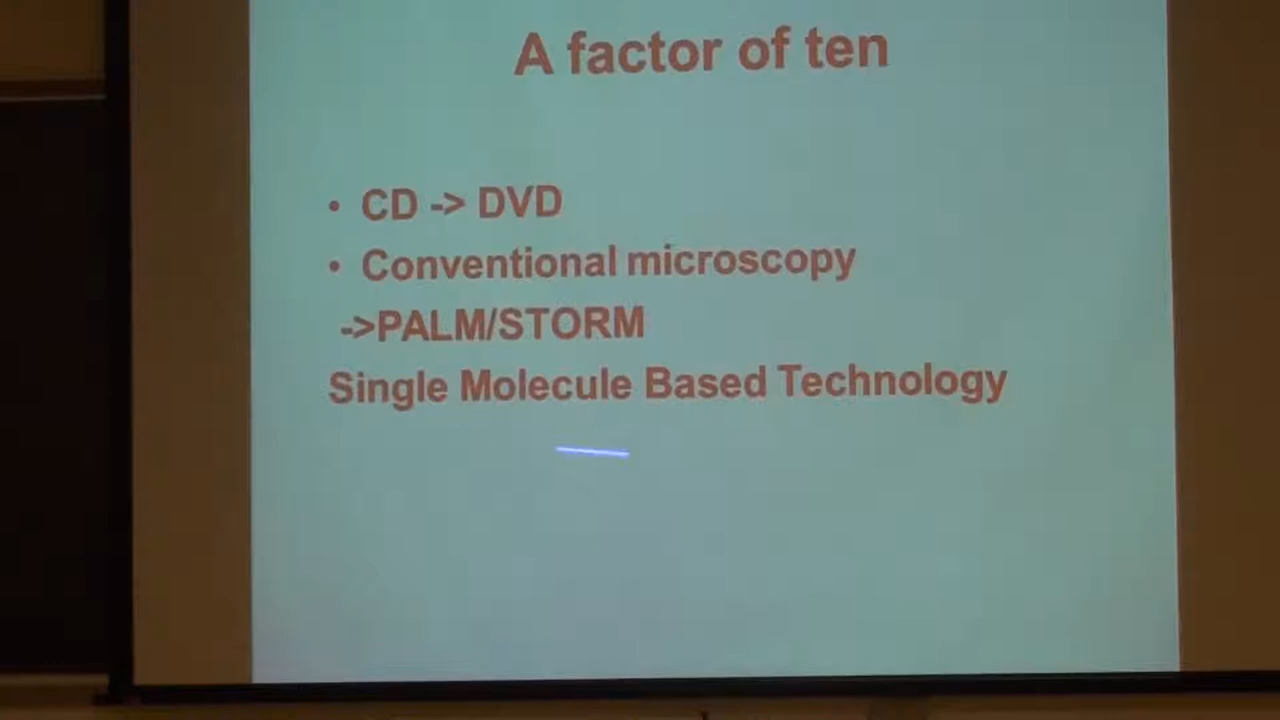 A factor of ten
• CD -> DVD
• Conventional microscopy
->PALM/STORM
Single Molecule Based Technology